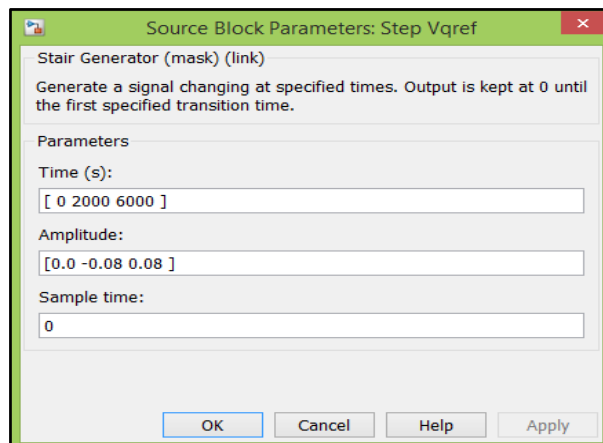 Source Block Parameters: Step Vqref
Stair Generator (mask) (link)
Generate a signal changing at specified times. Output is kept at 0 until
the first specified transition time.
Parameters
Time (s):
[ 0 2000 6000 ]
Amplitude:
[0.0 -0.08 0.08 ]
Sample time:
0
OK Cancel Help Apply